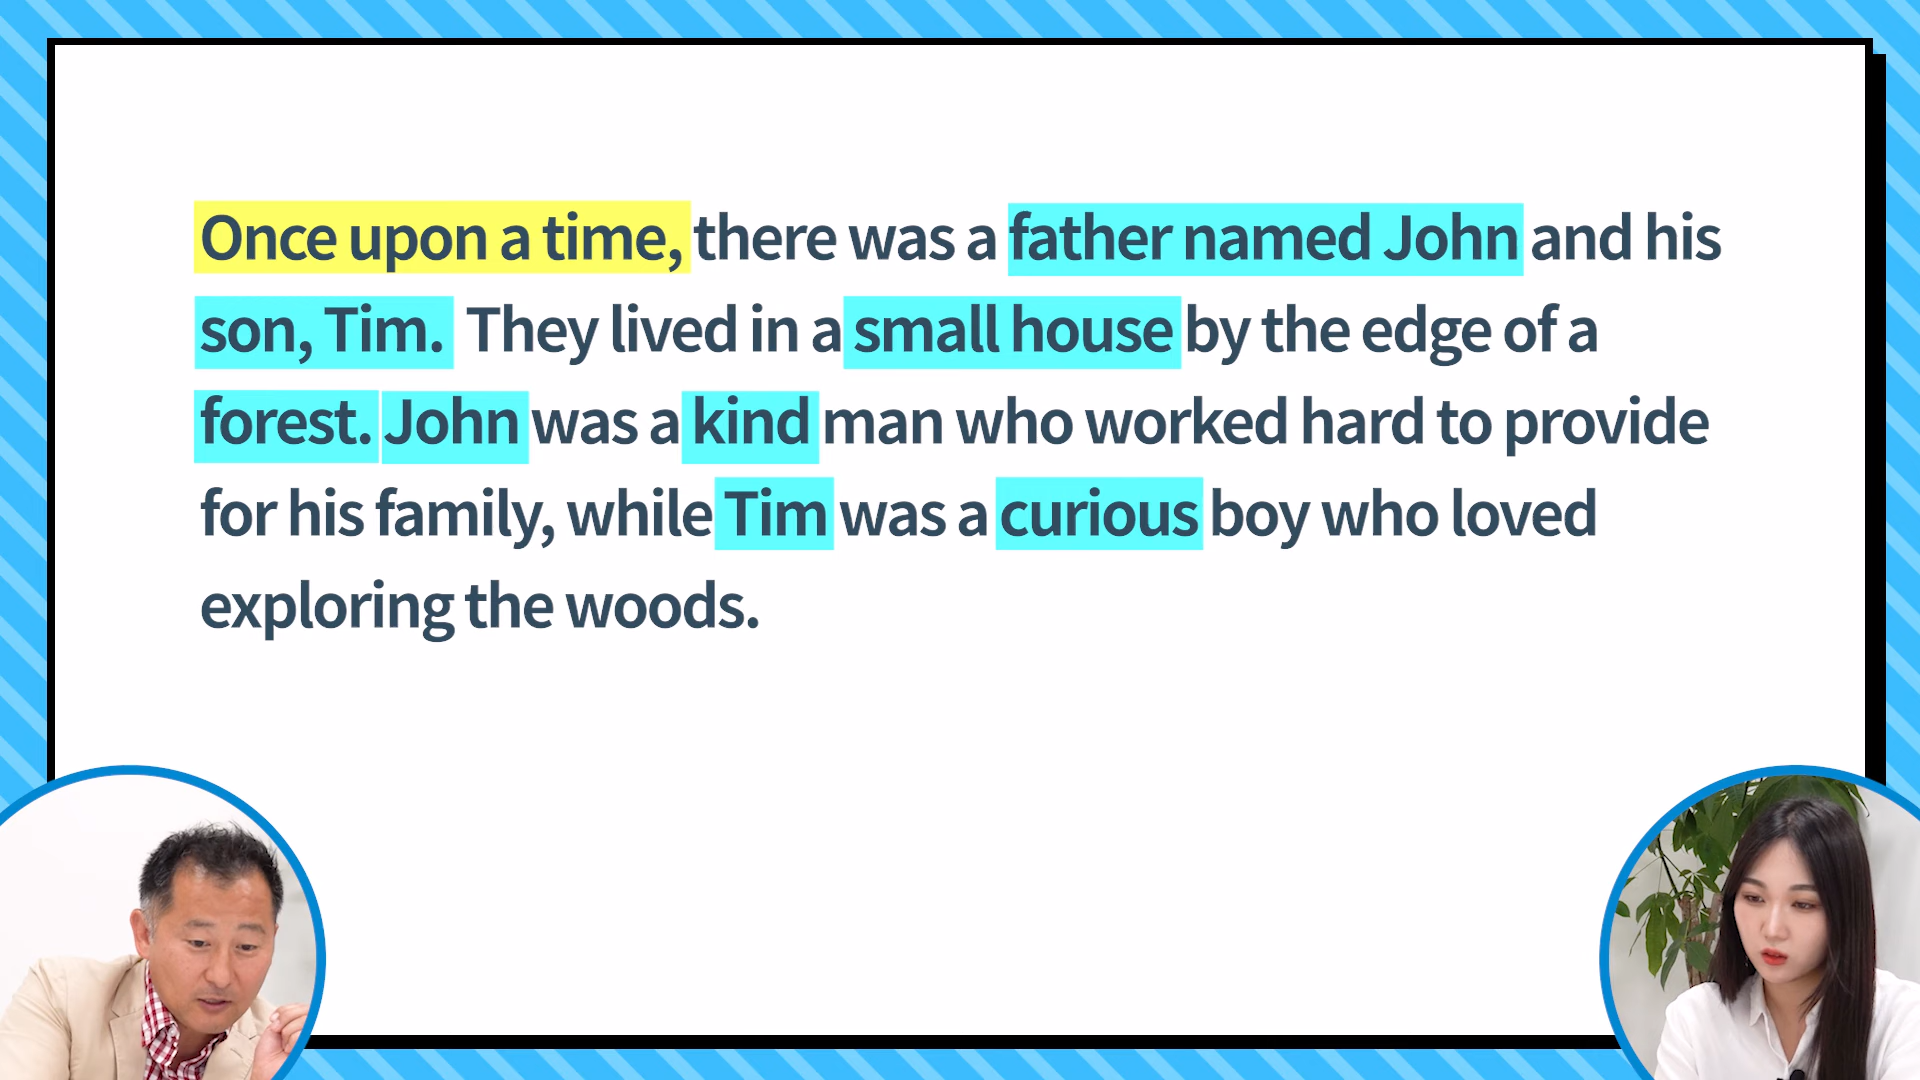 Once upon a time, there was a father named John and his
son, Tim. They lived in a small house by the edge of a
forest. John was a kind man who worked hard to provide
for his family, while Tim was a curious boy who loved
exploring the woods.